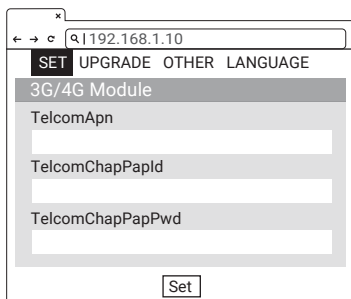 192.168.1.10
SET UPGRADE OTHER LANGUAGE
3G/4G Module
TelcomApn
TelcomChapPapId
TelcomChapPapPwd
Set